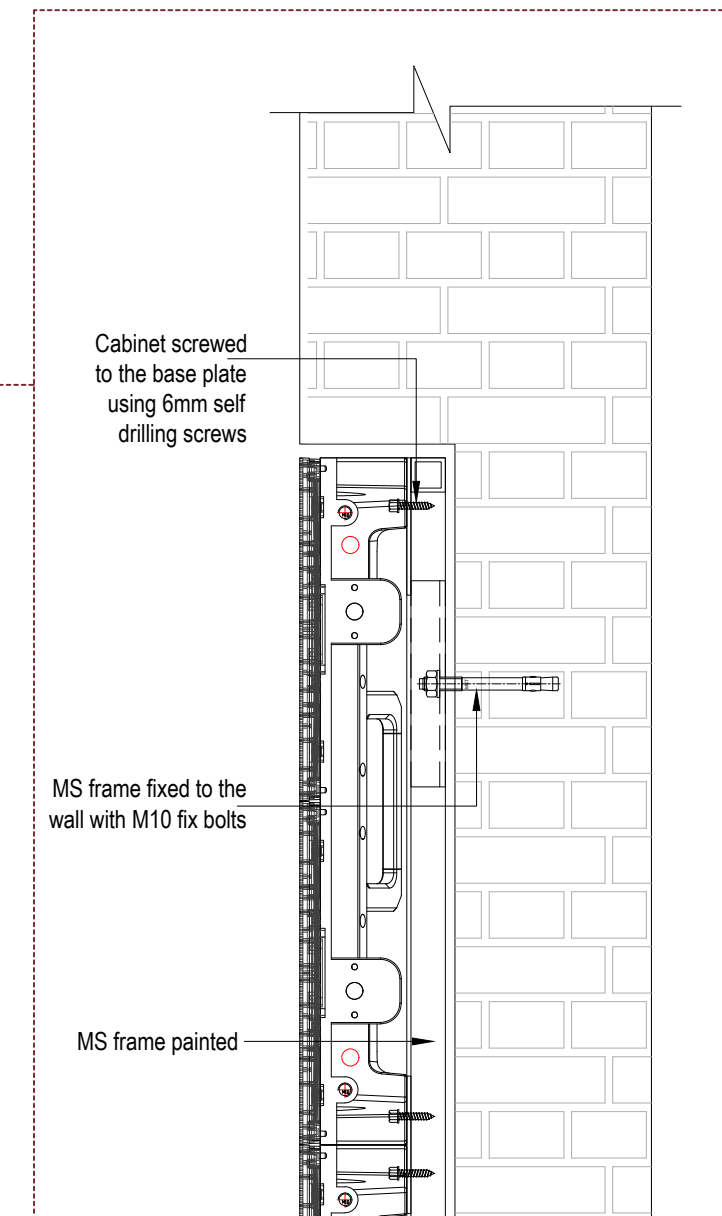 Cabinet screwed
to the base plate
using 6mm self
drilling screws
MS frame fixed to the
wall with M10 fix bolts
MS frame painted